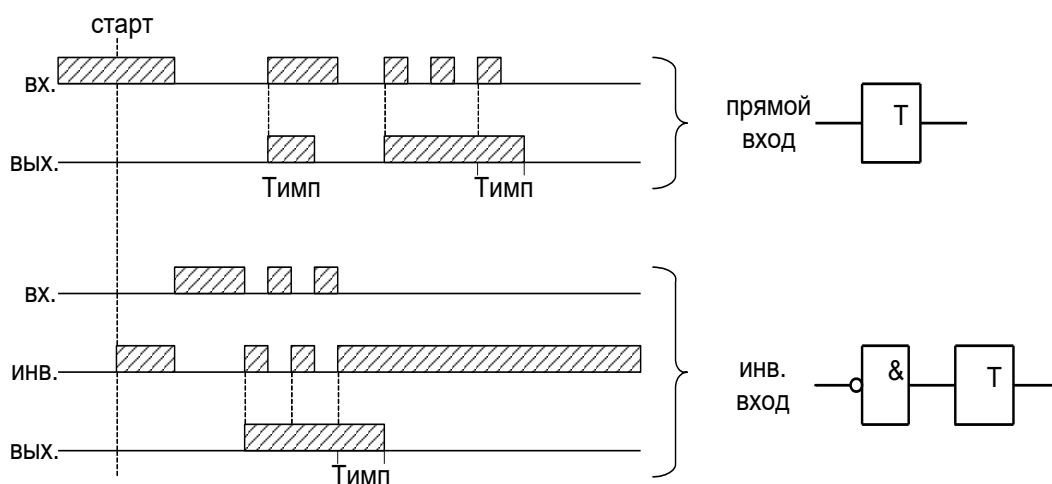 старт
вх.
вых.
Тимп
Тимп
прямой
вход
Т
вх.
инв.
вых.
Тимп
инв.
вход
&
Т